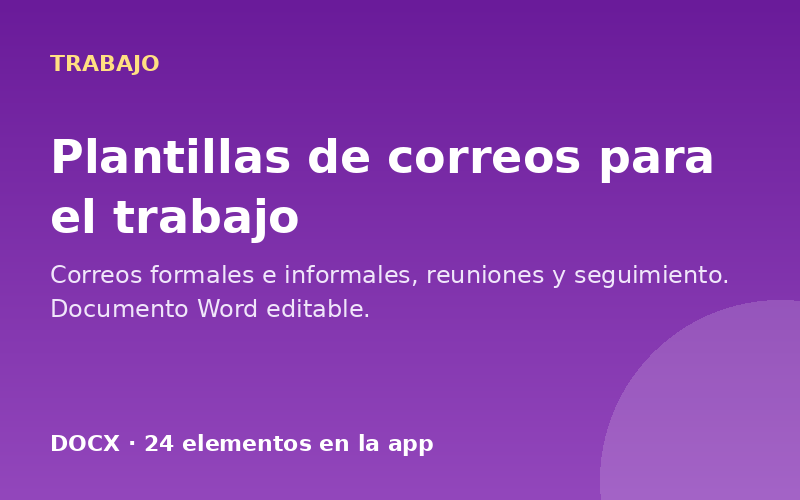 TRABAJO
Plantillas de correos para
el trabajo
Correos formales e informales, reuniones y seguimiento.
Documento Word editable.
DOCX · 24 elementos en la app